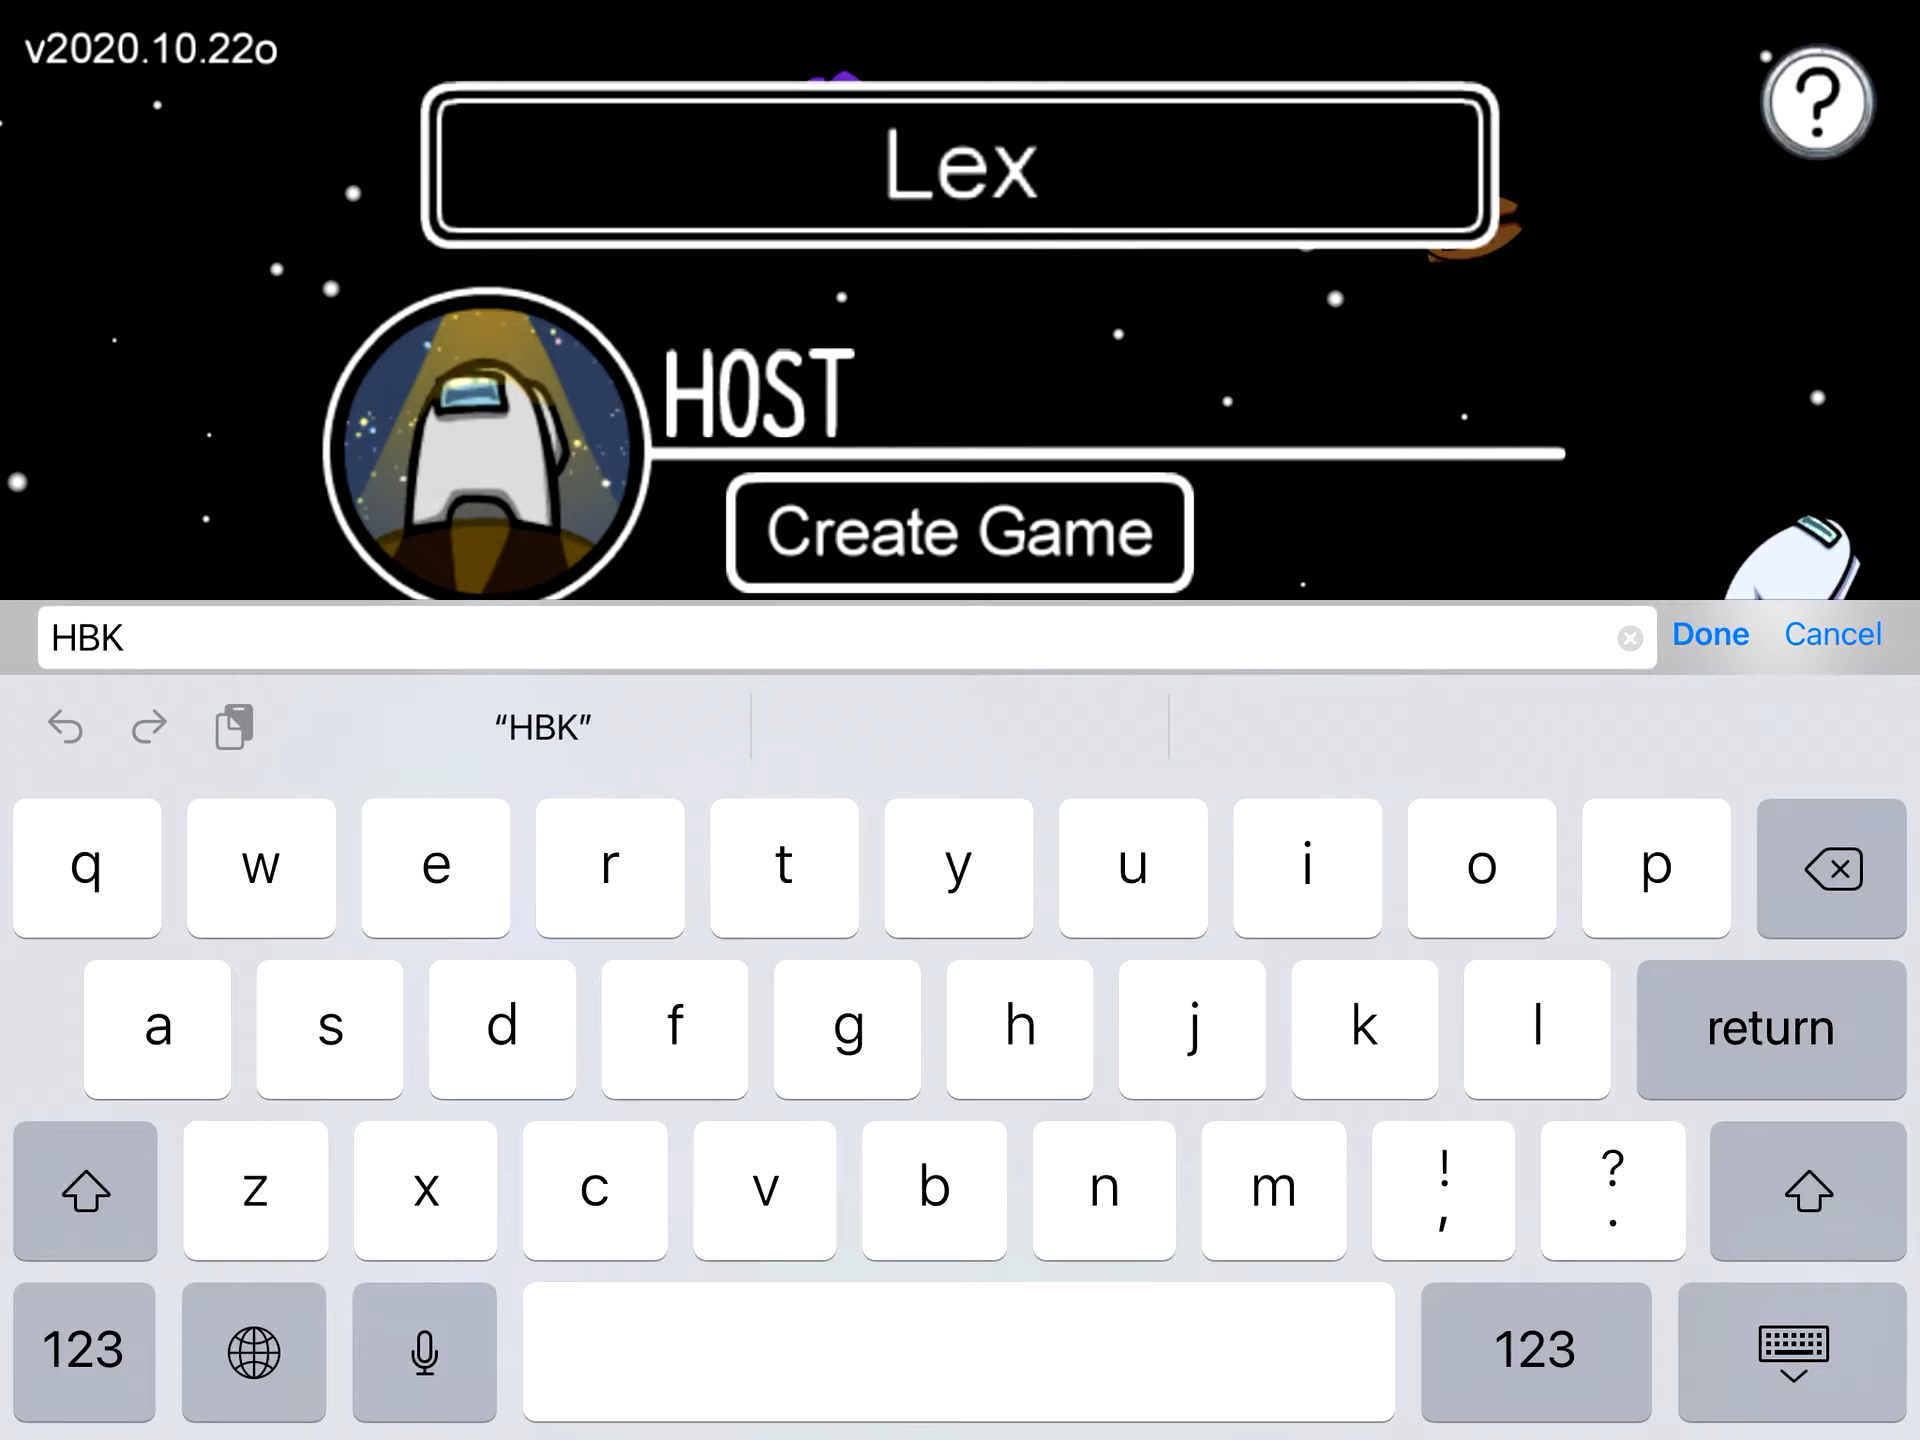 v2020.10.22o
?
Lex
HOST
Create Game
HBK
Done Cancel
“HBK”
q w e r t y u i o p
a s d f g h j k l return
z x c v b n m ! , ? .
123 123